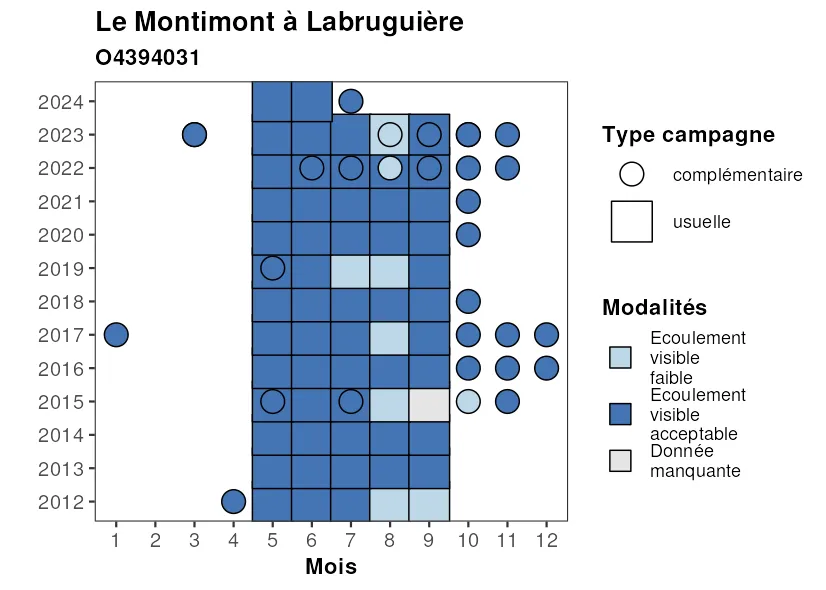 Le Montimont à Labruguière
O4394031
2024
2023
2022
2021
2020
2019
2018
2017
2016
2015
2014
2013
2012
1 2 3 4 5 6 7 8 9 10 11 12
Mois
Type campagne
complémentaire
usuelle
Modalités
Ecoulement
visible
faible
Ecoulement
visible
acceptable
Donnée
manquante